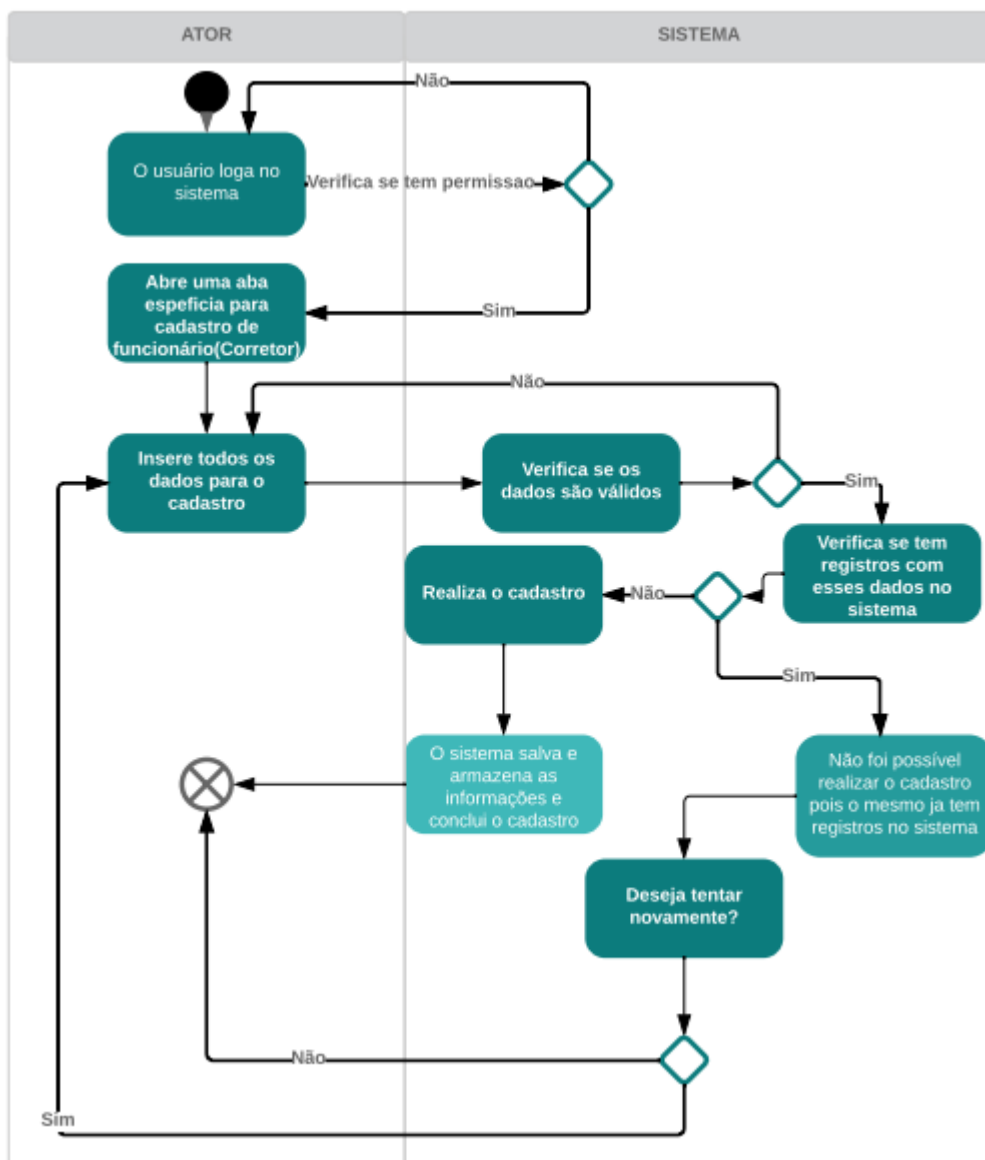 ATOR
SISTEMA
Não
O usuário loga no
sistema
Verifica se tem permissao
Abre uma aba
espeficia para
cadastro de
funcionário(Corretor)
Sim
Não
Insere todos os
dados para o
cadastro
Verifica se os
dados são válidos
Sim
Verifica se tem
registros com
esses dados no
sistema
Não
Realiza o cadastro
Sim
O sistema salva e
armazena as
informações e
conclui o cadastro
Não foi possível
realizar o cadastro
pois o mesmo ja tem
registros no sistema
Deseja tentar
novamente?
Não
Sim